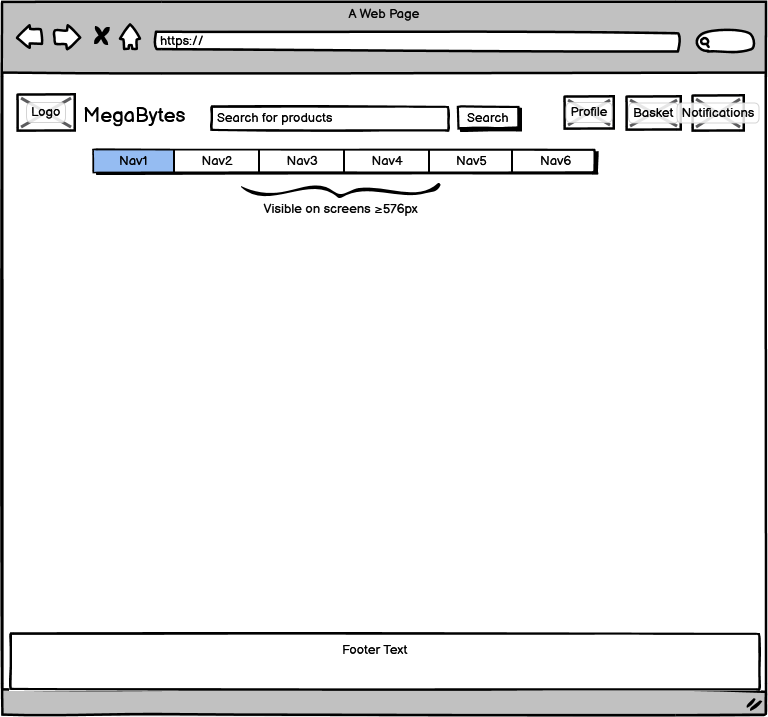 A Web Page
https://
Logo
MegaBytes
Search for products
Search
Profile
Basket
Notifications
Nav1
Nav2
Nav3
Nav4
Nav5
Nav6
Visible on screens ≥576px
Footer Text